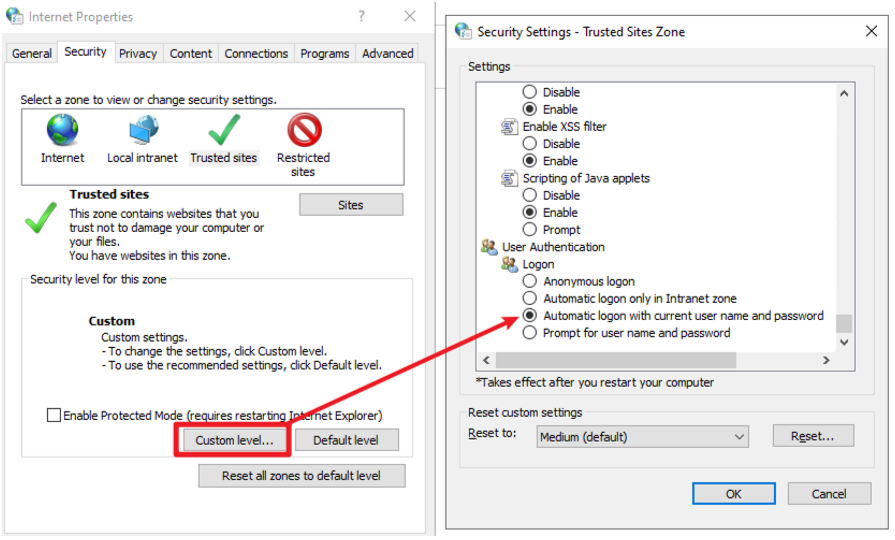 Internet Properties
General
Security
Privacy
Content
Connections
Programs
Advanced
Select a zone to view or change security settings.
Internet
Local intranet
Trusted sites
Restricted
sites
Trusted sites
Sites
This zone contains websites that you
trust not to damage your computer or
your files.
You have websites in this zone.
Security level for this zone
Custom
Custom settings.
- To change the settings, click Custom level.
- To use the recommended settings, click Default level.
Enable Protected Mode (requires restarting Internet Explorer)
Custom level...
Default level
Reset all zones to default level
Security Settings - Trusted Sites Zone
Settings
Disable
Enable
Enable XSS filter
Disable
Enable
Scripting of Java applets
Disable
Enable
Prompt
User Authentication
Logon
Anonymous logon
Automatic logon only in Intranet zone
Automatic logon with current user name and password
Prompt for user name and password
*Takes effect after you restart your computer
Reset custom settings
Reset to:
Medium (default)
Reset...
OK
Cancel